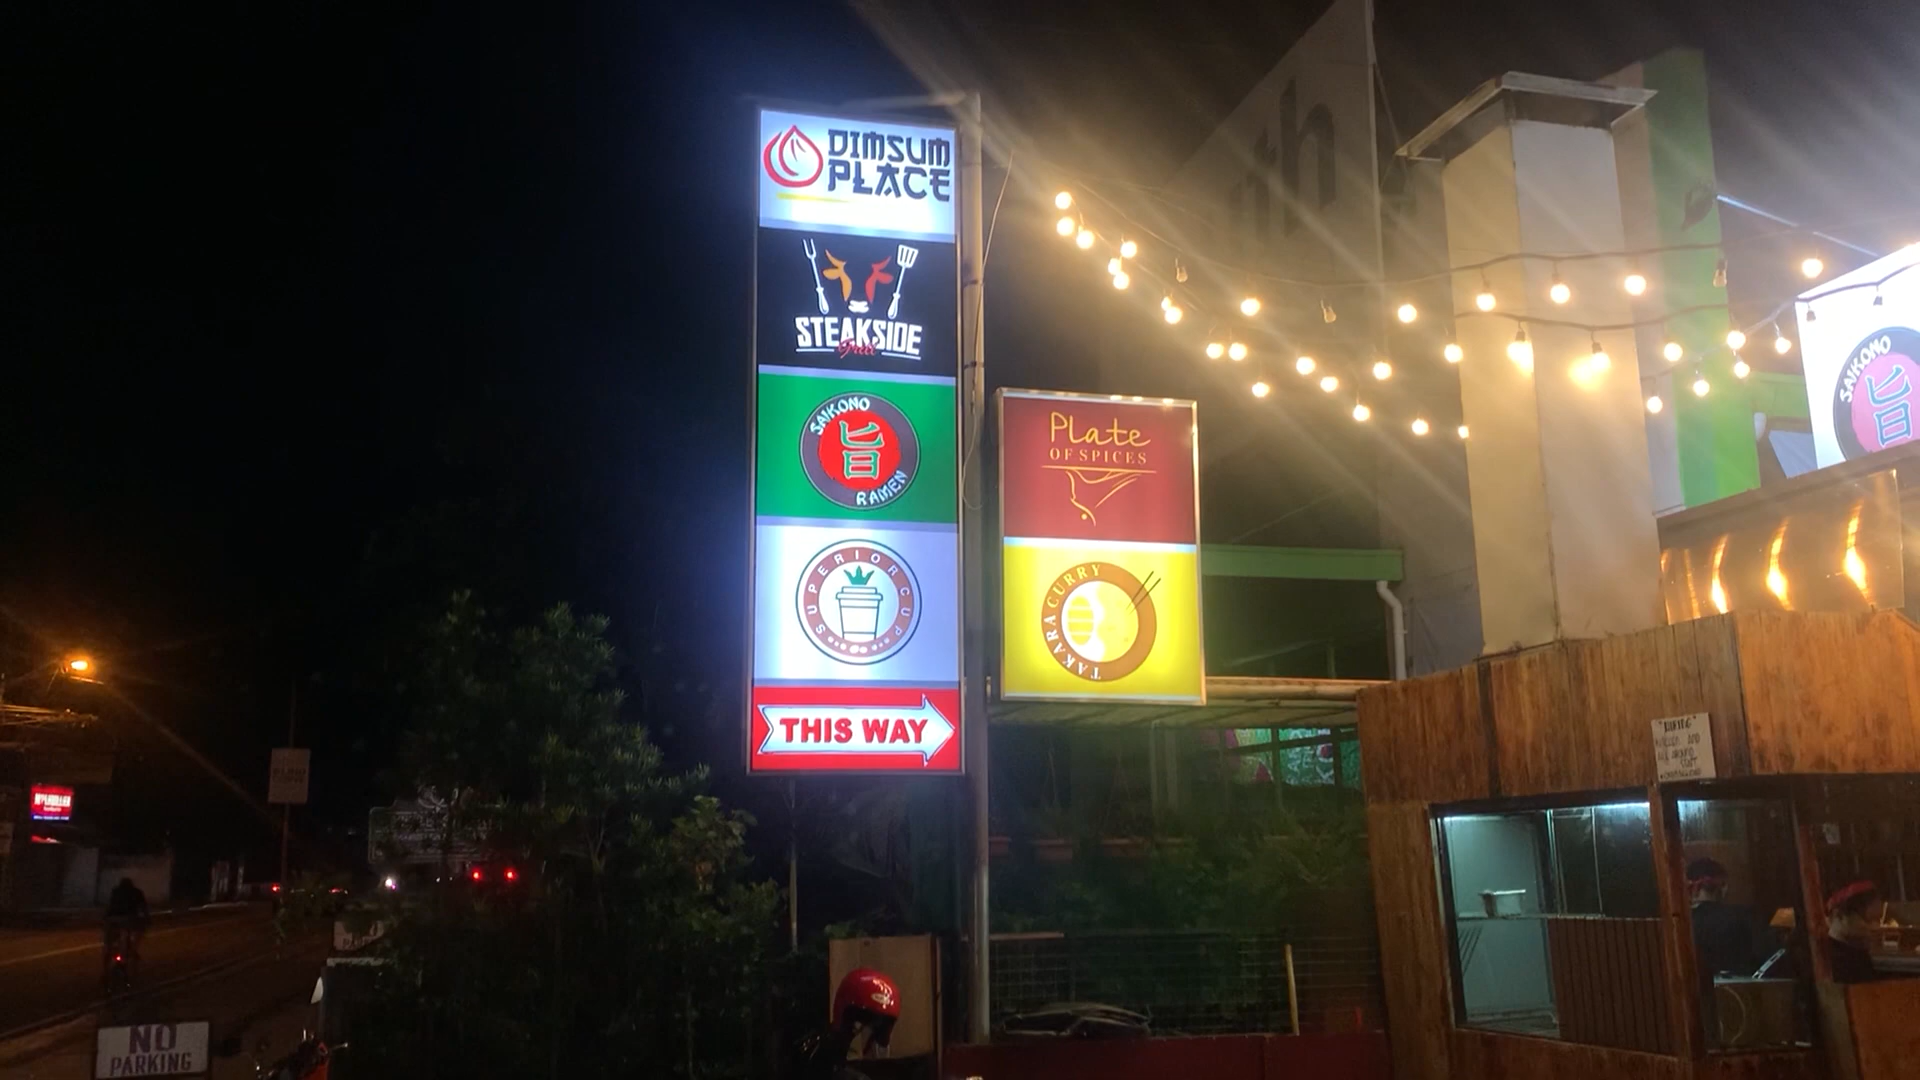 DIMSUM
PLACE
STEAKSIDE
Grill
SAIKONO
旨
RAMEN
SUPERIOR CUP
THIS WAY
Plate
OF SPICES
TAKARA CURRY
SAIKONO
旨
NO
PARKING